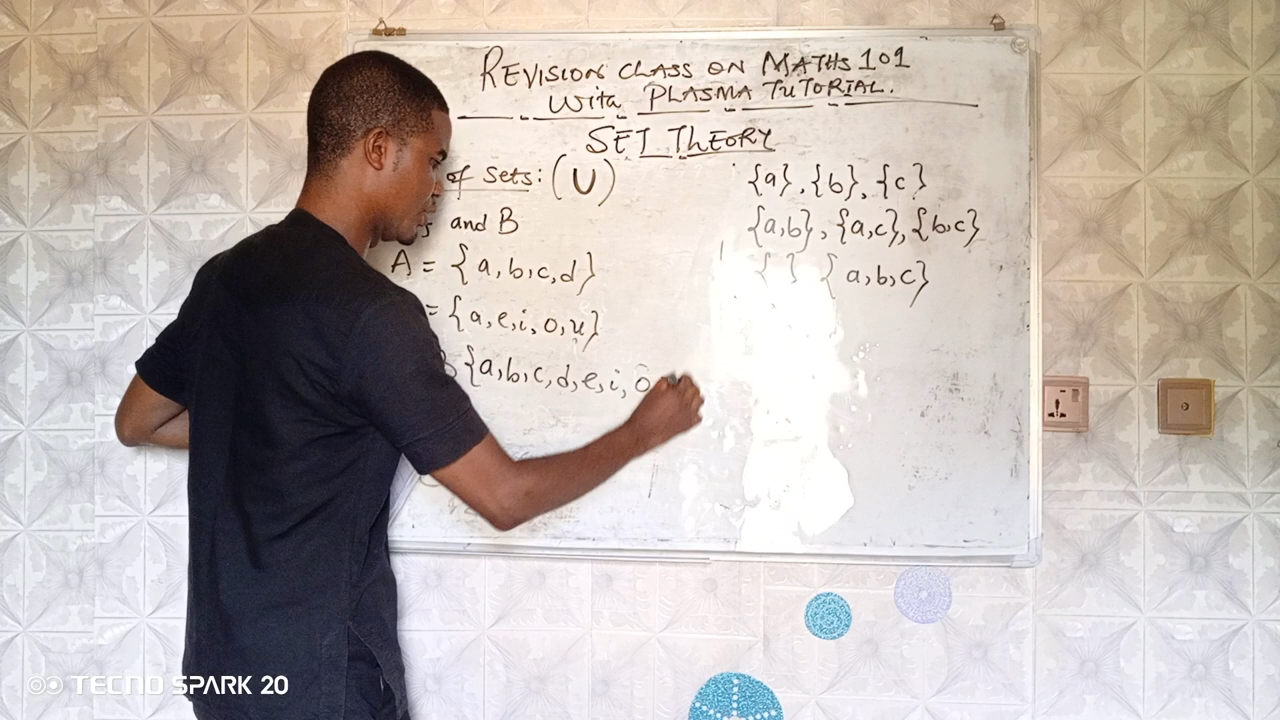 REVISION CLASS ON MATHS 101
With PLASMA TUTORIAL.
SET THEORY
of Sets: (U)
and B
A = {a, b, c, d}
= {a, e, i, o, u}
B {a, b, c, d, e, i, o
{a}, {b}, {c}
{a, b}, {a, c}, {b, c}
{ } { a, b, c}
TECNO SPARK 20